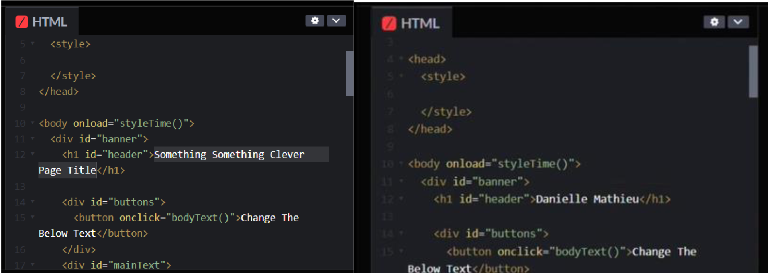 HTML
5 <style>
6
7 </style>
8 </head>
9
10 <body onload="styleTime()">
11 <div id="banner">
12 <h1 id="header">Something Something Clever
Page Title</h1>
13
14 <div id="buttons">
15 <button onclick="bodyText()">Change The
Below Text</button>
16 </div>
17 <div id="mainText">
HTML
3
4 <head>
5 <style>
6
7 </style>
8 </head>
9
10 <body onload="styleTime()">
11 <div id="banner">
12 <h1 id="header">Danielle Mathieu</h1>
13
14 <div id="buttons">
15 <button onclick="bodyText()">Change The
Below Text</button>